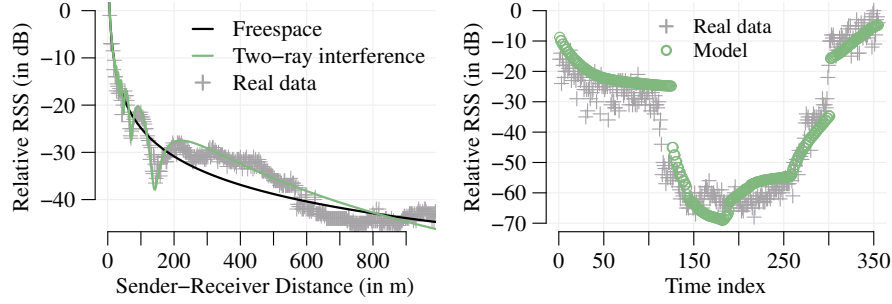 0
−10
−20
−30
−40
Relative RSS (in dB)
Freespace
Two−ray interference
Real data
0
200
400
600
800
Sender−Receiver Distance (in m)
0
−10
−20
−30
−40
−50
−60
−70
Relative RSS (in dB)
Real data
Model
0
50
150
250
350
Time index